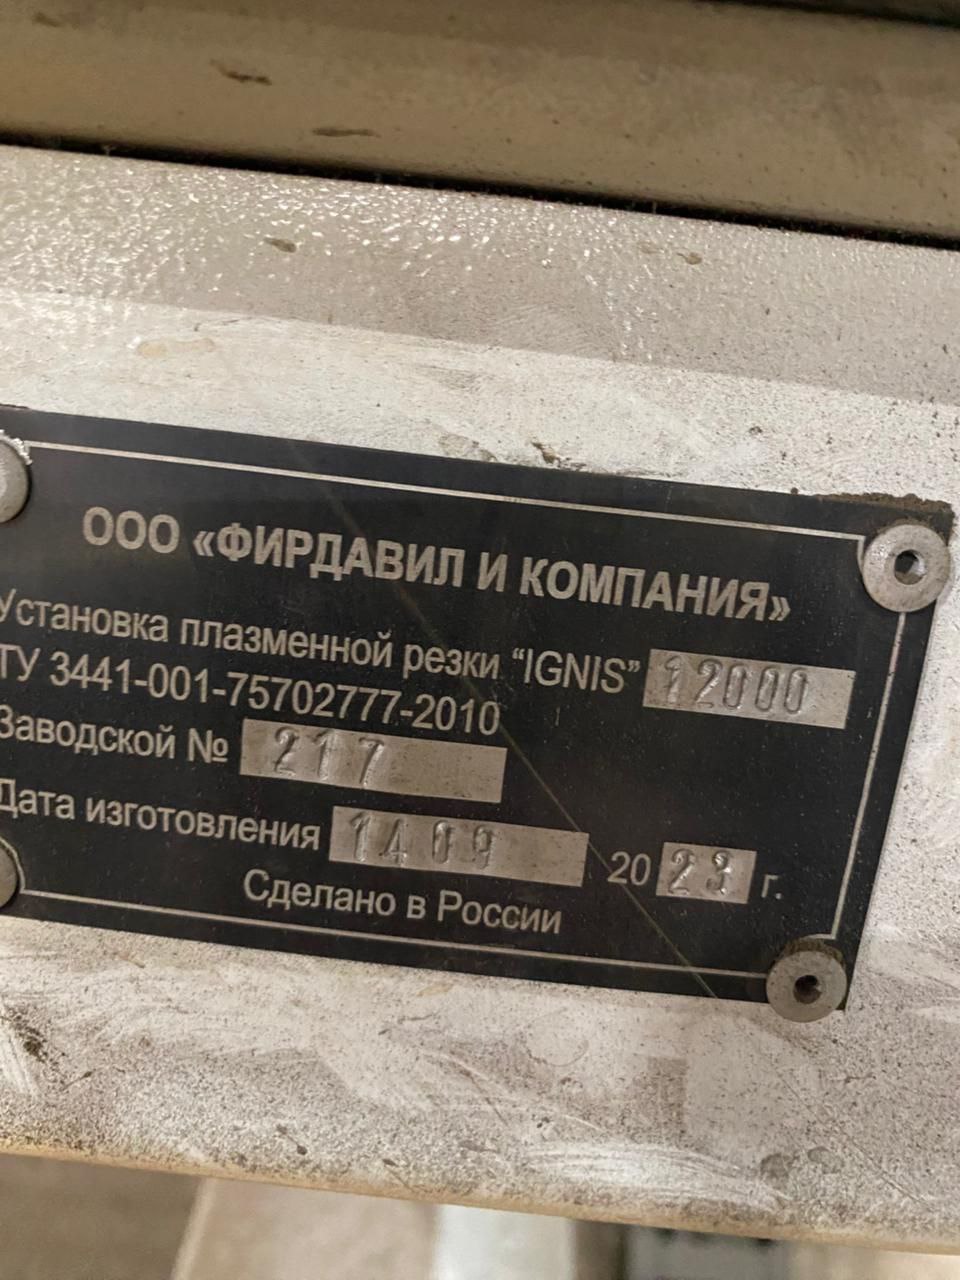 ООО «ФИРДАВИЛ И КОМПАНИЯ»
Установка плазменной резки “IGNIS” 12000
ТУ 3441-001-75702777-2010
Заводской № 217
Дата изготовления 1409 2023 г.
Сделано в России